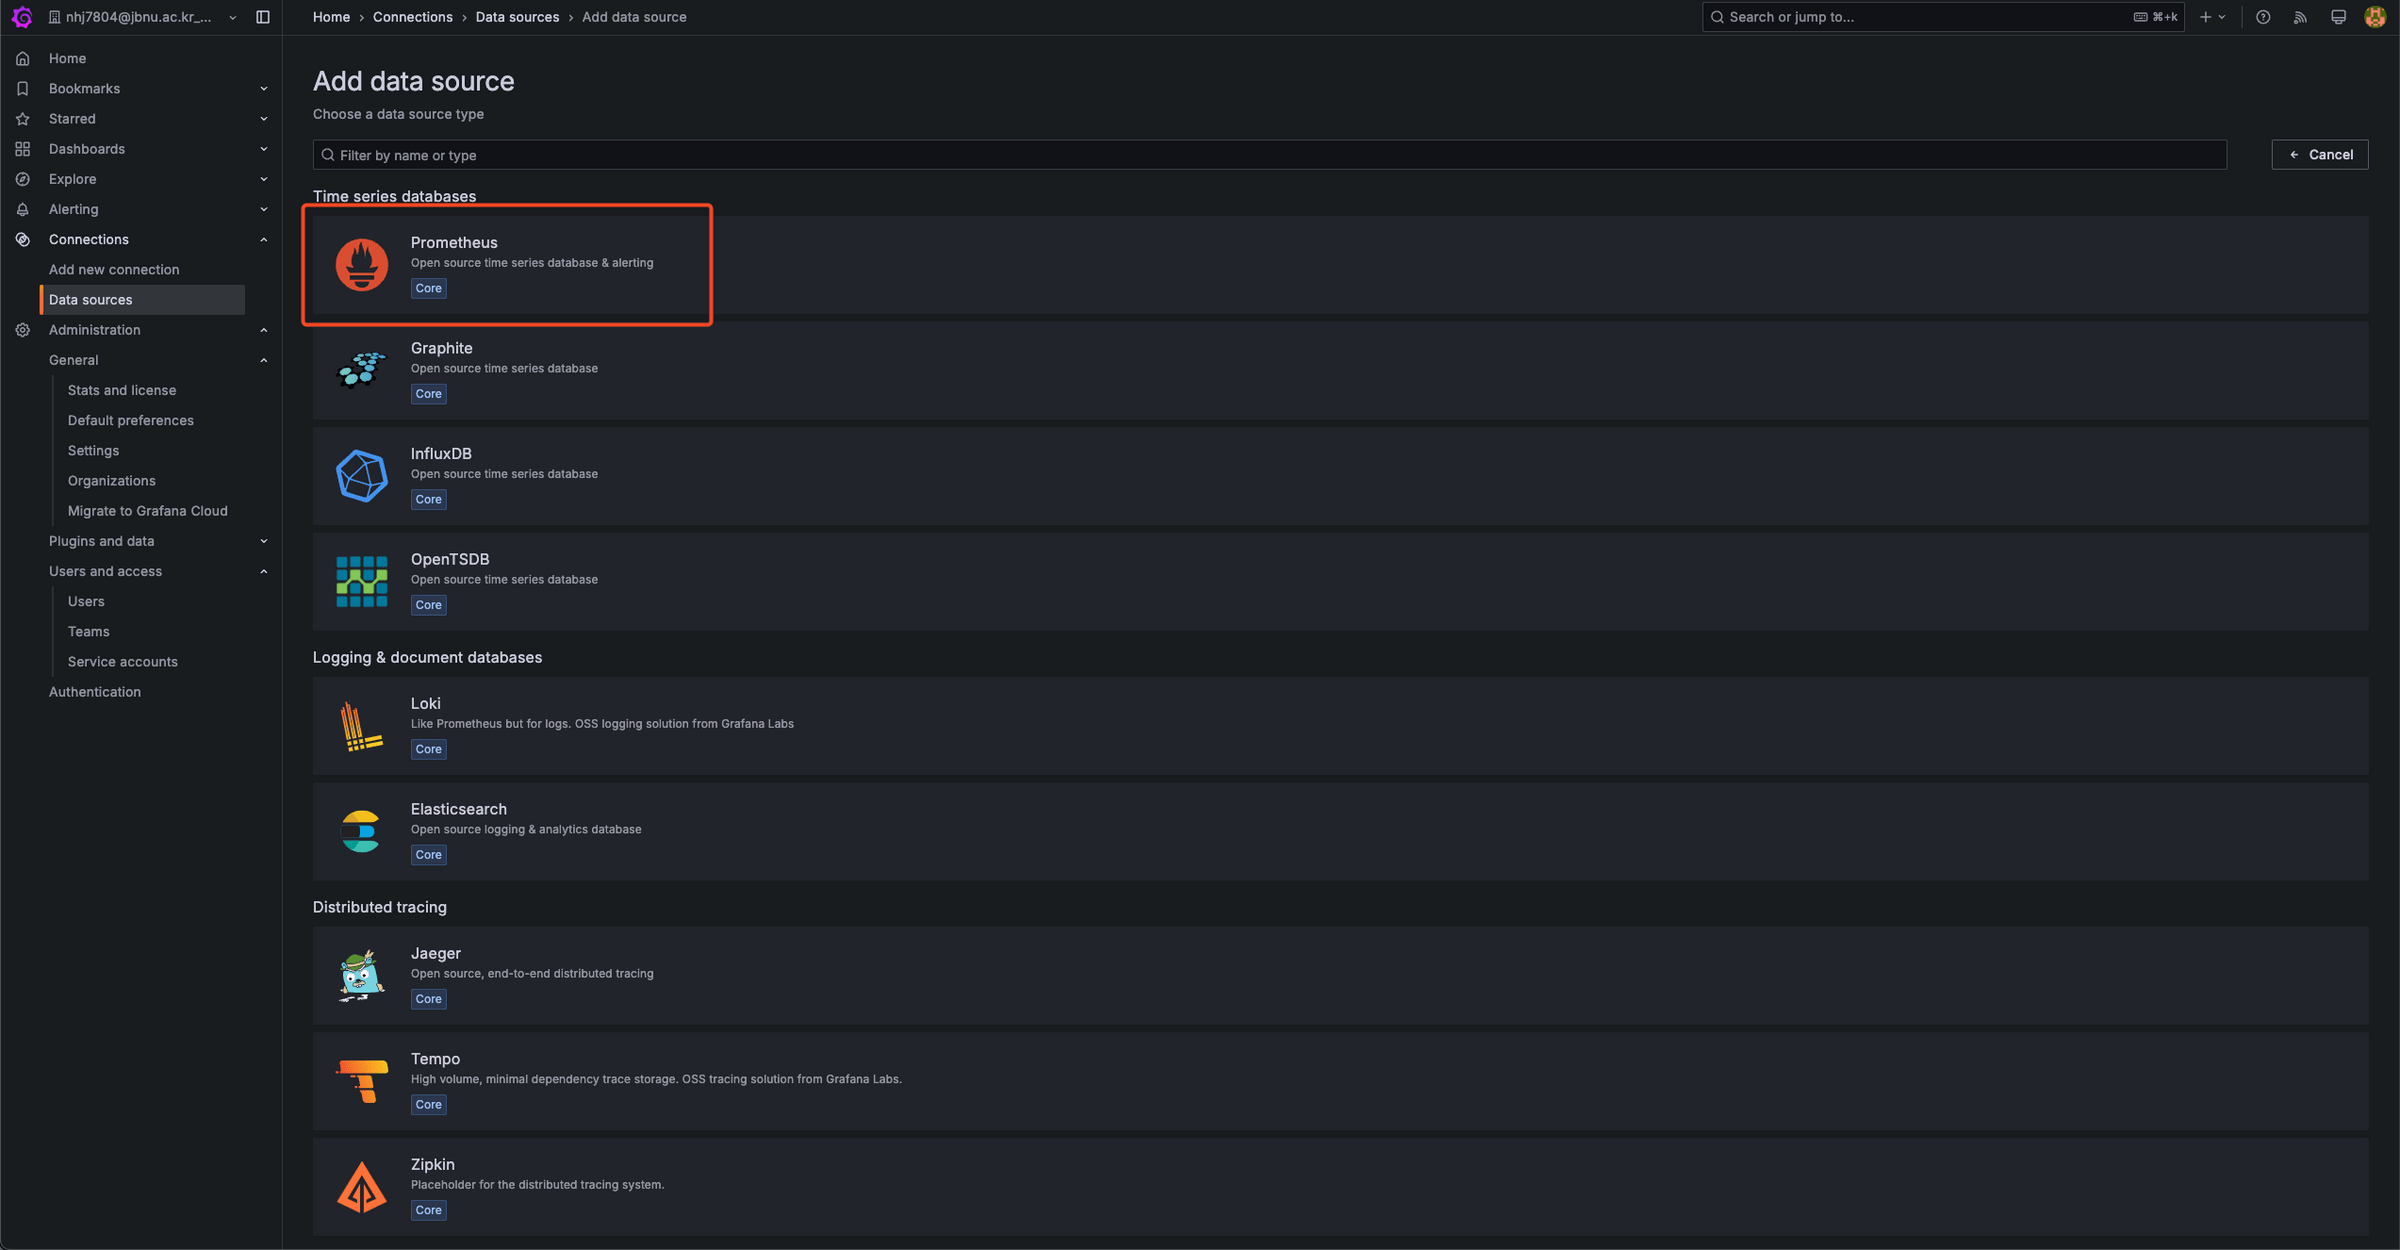 nhj7804@jbnu.ac.kr_...
Home › Connections › Data sources › Add data source
Search or jump to...
⌘+k
Home
Bookmarks
Starred
Dashboards
Explore
Alerting
Connections
Add new connection
Data sources
Administration
General
Stats and license
Default preferences
Settings
Organizations
Migrate to Grafana Cloud
Plugins and data
Users and access
Users
Teams
Service accounts
Authentication
Add data source
Choose a data source type
Filter by name or type
Cancel
Time series databases
Prometheus
Open source time series database & alerting
Core
Graphite
Open source time series database
Core
InfluxDB
Open source time series database
Core
OpenTSDB
Open source time series database
Core
Logging & document databases
Loki
Like Prometheus but for logs. OSS logging solution from Grafana Labs
Core
Elasticsearch
Open source logging & analytics database
Core
Distributed tracing
Jaeger
Open source, end-to-end distributed tracing
Core
Tempo
High volume, minimal dependency trace storage. OSS tracing solution from Grafana Labs.
Core
Zipkin
Placeholder for the distributed tracing system.
Core